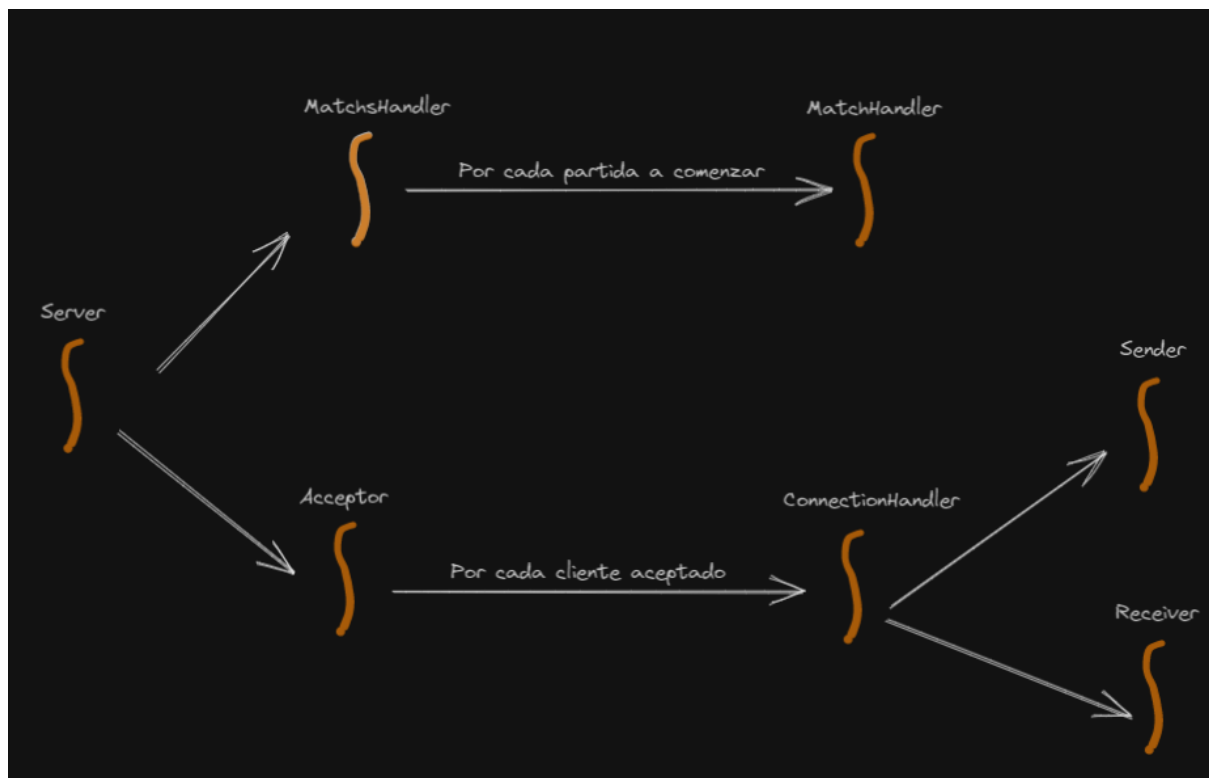 MatchsHandler
MatchHandler
Por cada partida a comenzar
Server
Sender
Acceptor
ConnectionHandler
Por cada cliente aceptado
Receiver